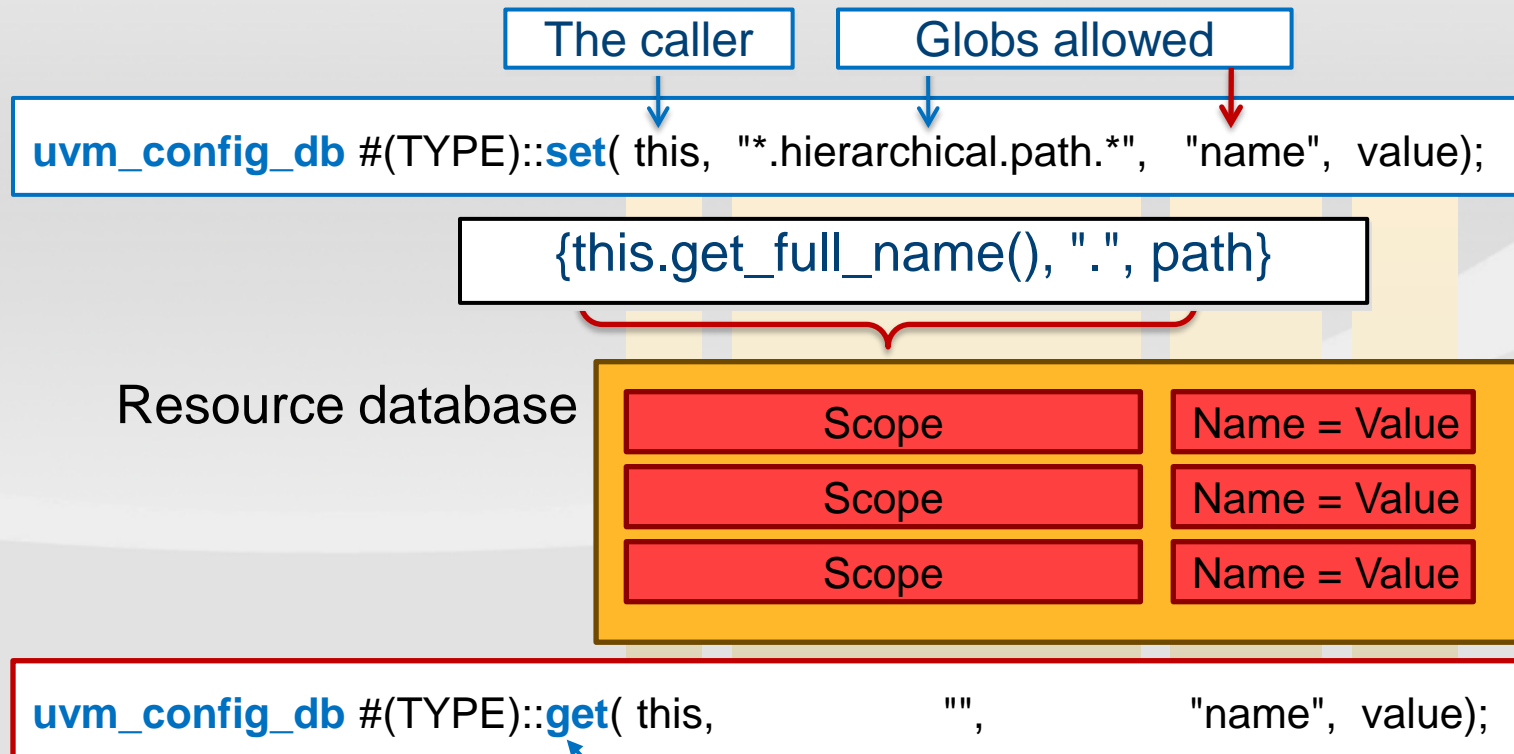 The caller
Globs allowed
uvm_config_db #(TYPE)::set( this, "*.hierarchical.path.*", "name", value);
{this.get_full_name(), ".", path}
Resource database
Scope
Name = Value
Scope
Name = Value
Scope
Name = Value
uvm_config_db #(TYPE)::get( this, "", "name", value);